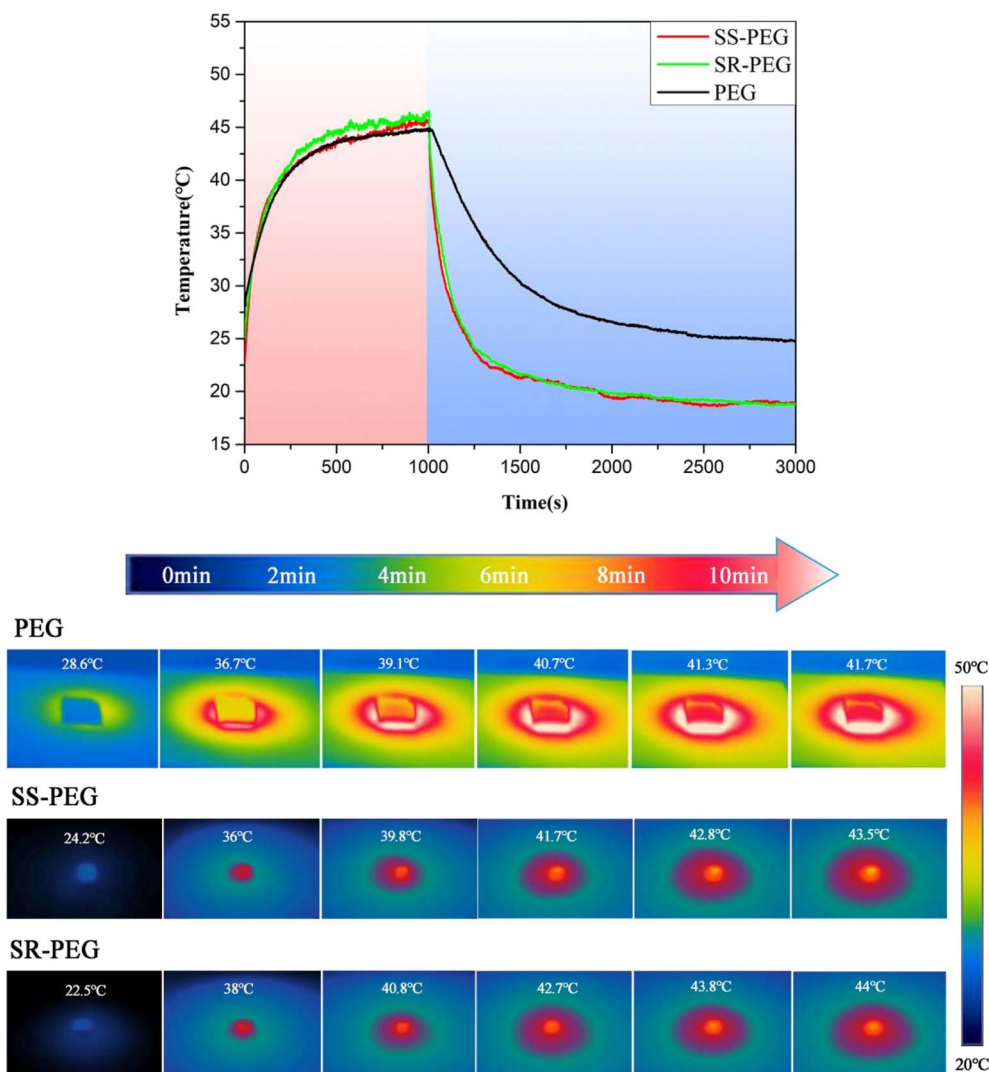 55
50
45
40
35
30
25
20
15
Temperature(°C)
SS-PEG
SR-PEG
PEG
0 500 1000 1500 2000 2500 3000
Time(s)
0min 2min 4min 6min 8min 10min
PEG
28.6℃ 36.7℃ 39.1℃ 40.7℃ 41.3℃ 41.7℃
50℃
SS-PEG
24.2℃ 36℃ 39.8℃ 41.7℃ 42.8℃ 43.5℃
SR-PEG
22.5℃ 38℃ 40.8℃ 42.7℃ 43.8℃ 44℃
20℃